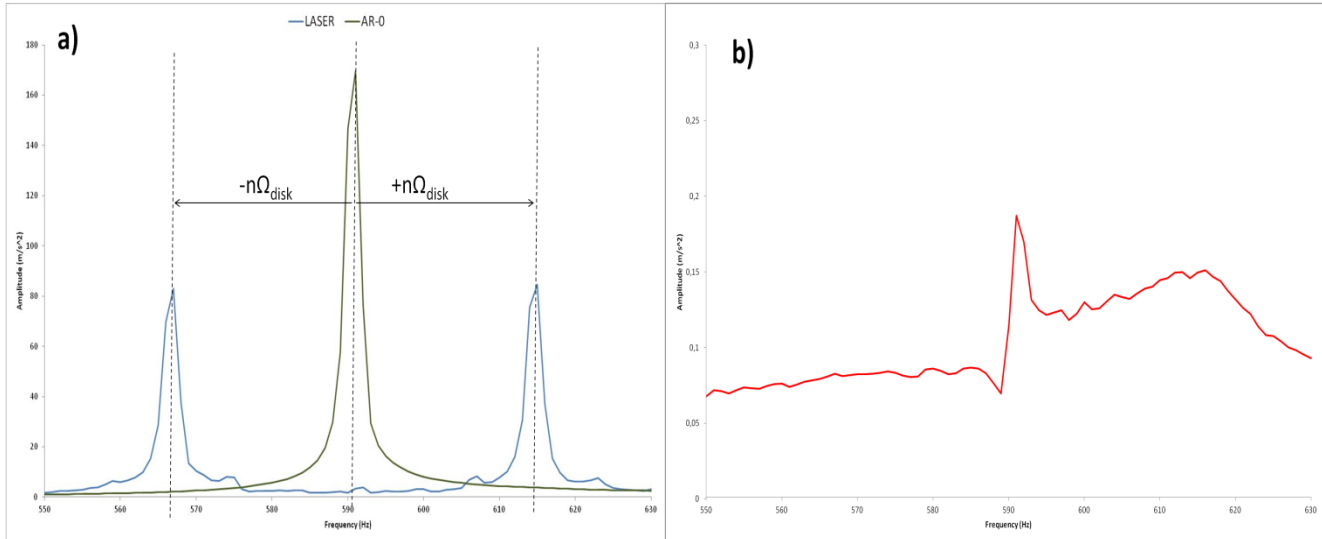 LASER AR-0
a)
180
160
140
120
100
80
60
40
20
0
Amplitude (m/s^2)
-nΩdisk +nΩdisk
550 560 570 580 590 600 610 620 630
Frequency (Hz)
b)
0,3
0,25
0,2
0,15
0,1
0,05
0
Amplitude (m/s^2)
550 560 570 580 590 600 610 620 630
Frequency (Hz)